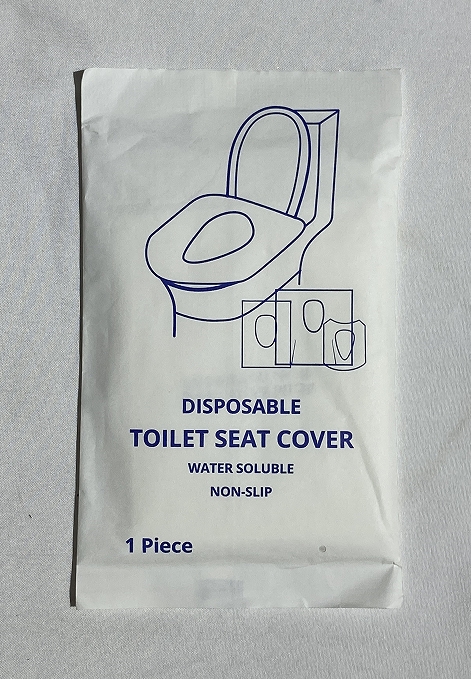 DISPOSABLE
TOILET SEAT COVER
WATER SOLUBLE
NON-SLIP
1 Piece